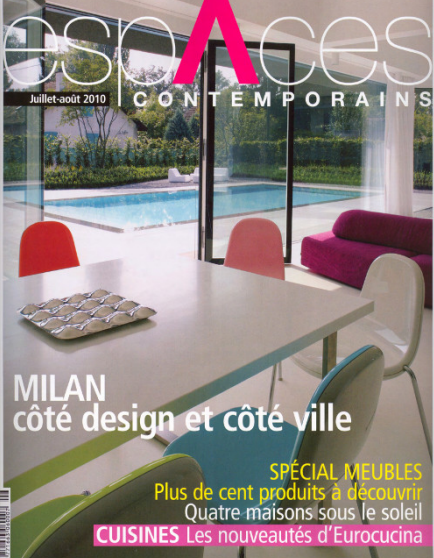 espAces
Juillet-août 2010
CONTEMPORAINS
MILAN
côté design et côté ville
SPÉCIAL MEUBLES
Plus de cent produits à découvrir
Quatre maisons sous le soleil
CUISINES Les nouveautés d'Eurocucina